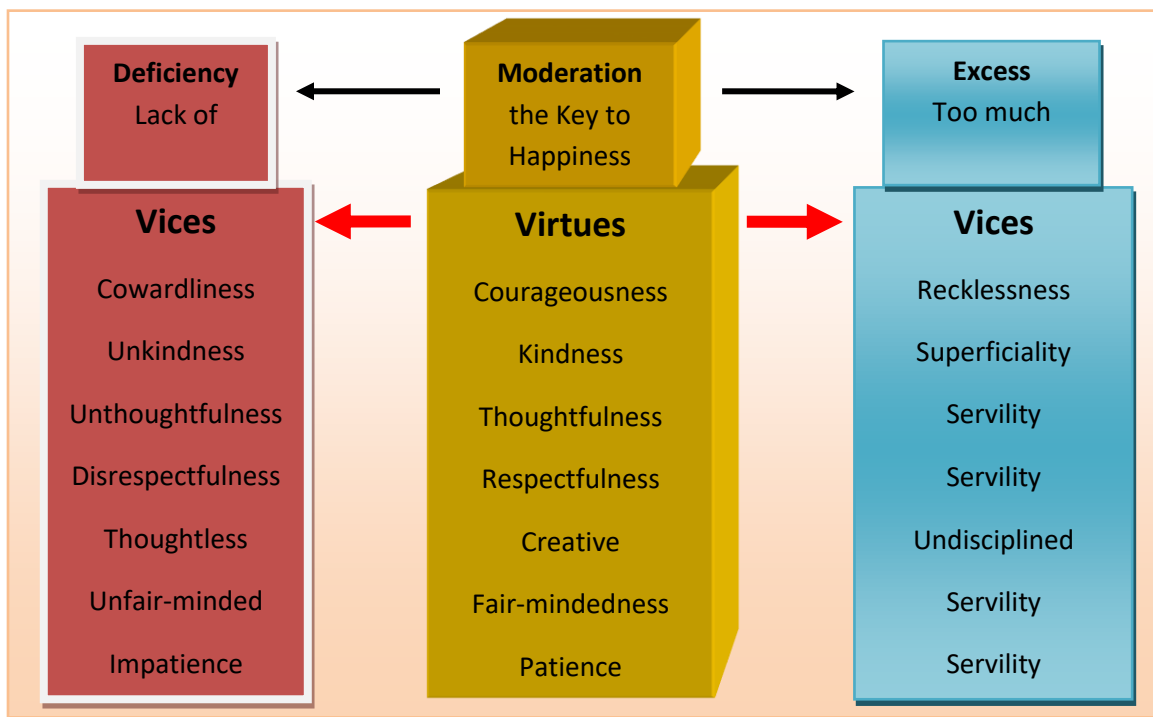 Deficiency
Lack of
Vices
Cowardliness
Unkindness
Unthoughtfulness
Disrespectfulness
Thoughtless
Unfair-minded
Impatience
Moderation
the Key to
Happiness
Virtues
Courageousness
Kindness
Thoughtfulness
Respectfulness
Creative
Fair-mindedness
Patience
Excess
Too much
Vices
Recklessness
Superficiality
Servility
Servility
Undisciplined
Servility
Servility